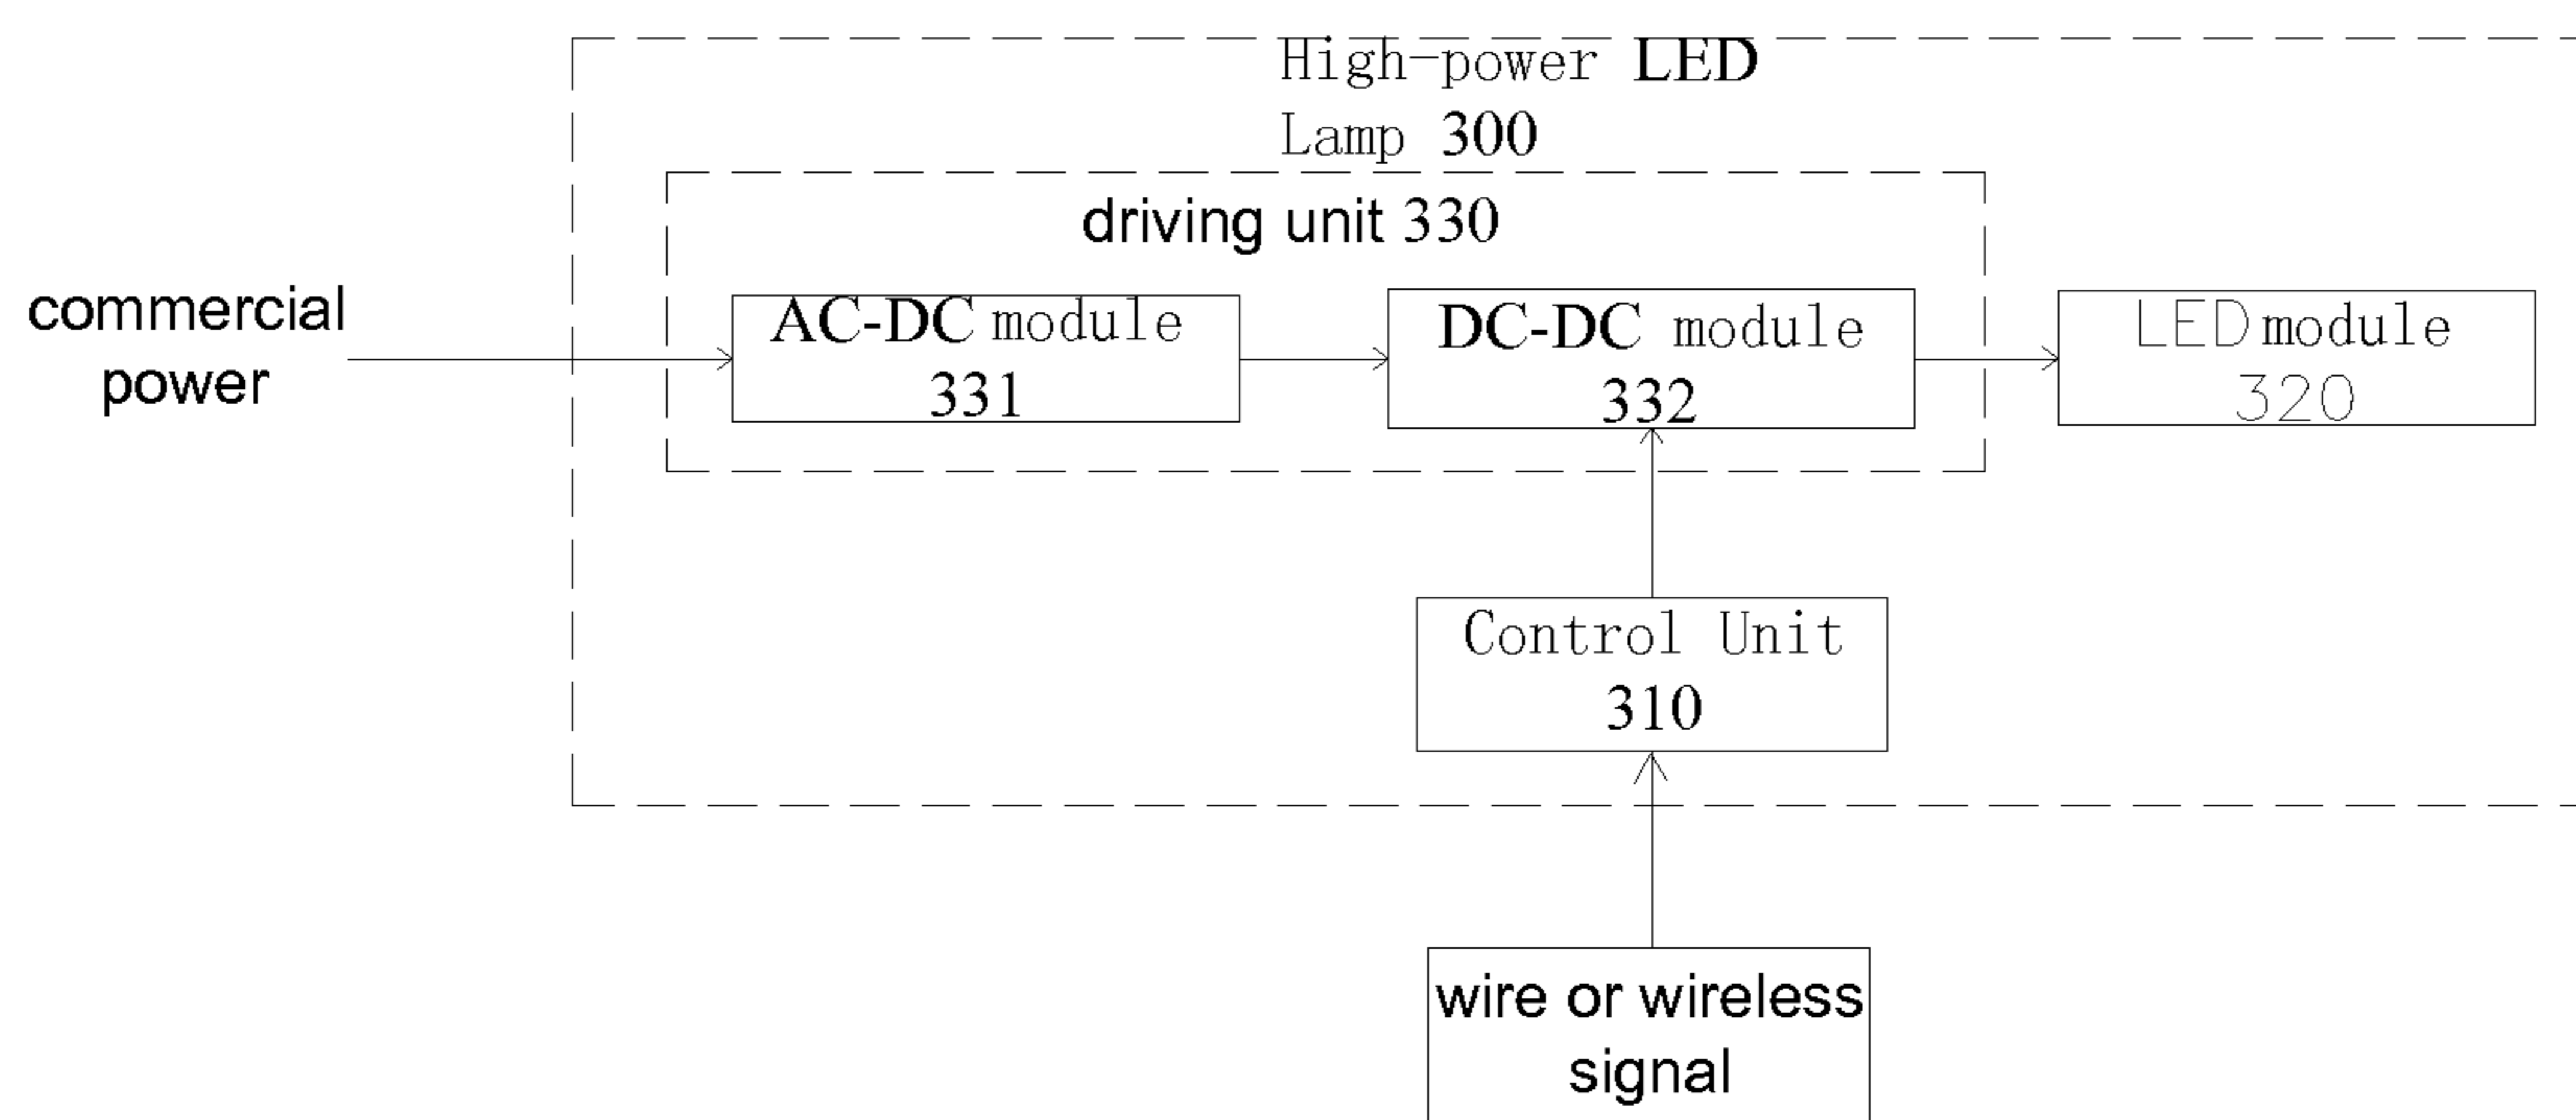 High-power LED
Lamp 300
driving unit 330
commercial
power
AC-DC module
331
DC-DC module
332
LED module
320
Control Unit
310
wire or wireless
signal